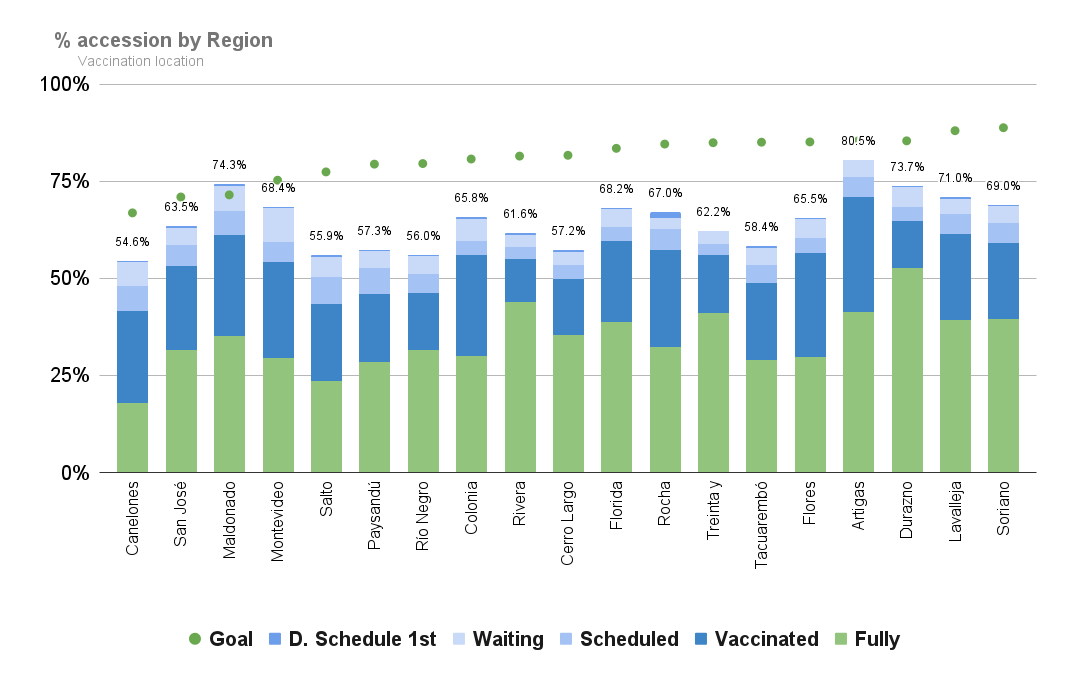 % accession by Region
Vaccination location
100%
75%
50%
25%
0%
54.6%
63.5%
74.3%
68.4%
55.9%
57.3%
56.0%
65.8%
61.6%
57.2%
68.2%
67.0%
62.2%
58.4%
65.5%
80.5%
73.7%
71.0%
69.0%
Canelones
San José
Maldonado
Montevideo
Salto
Paysandú
Río Negro
Colonia
Rivera
Cerro Largo
Florida
Rocha
Treinta y
Tacuarembó
Flores
Artigas
Durazno
Lavalleja
Soriano
Goal D. Schedule 1st Waiting Scheduled Vaccinated Fully